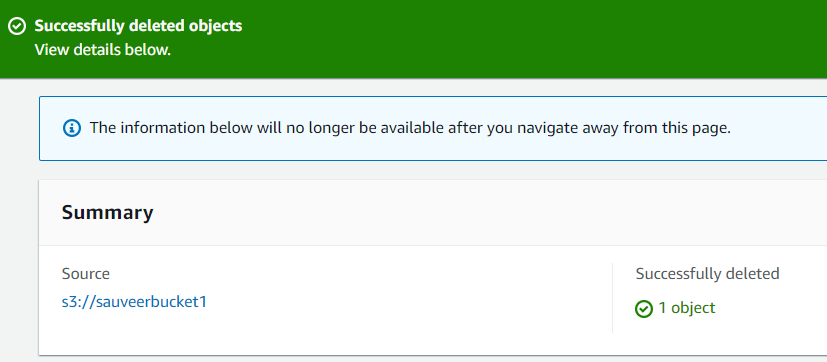 Successfully deleted objects
View details below.
The information below will no longer be available after you navigate away from this page.
Summary
Source
s3://sauveerbucket1
Successfully deleted
1 object